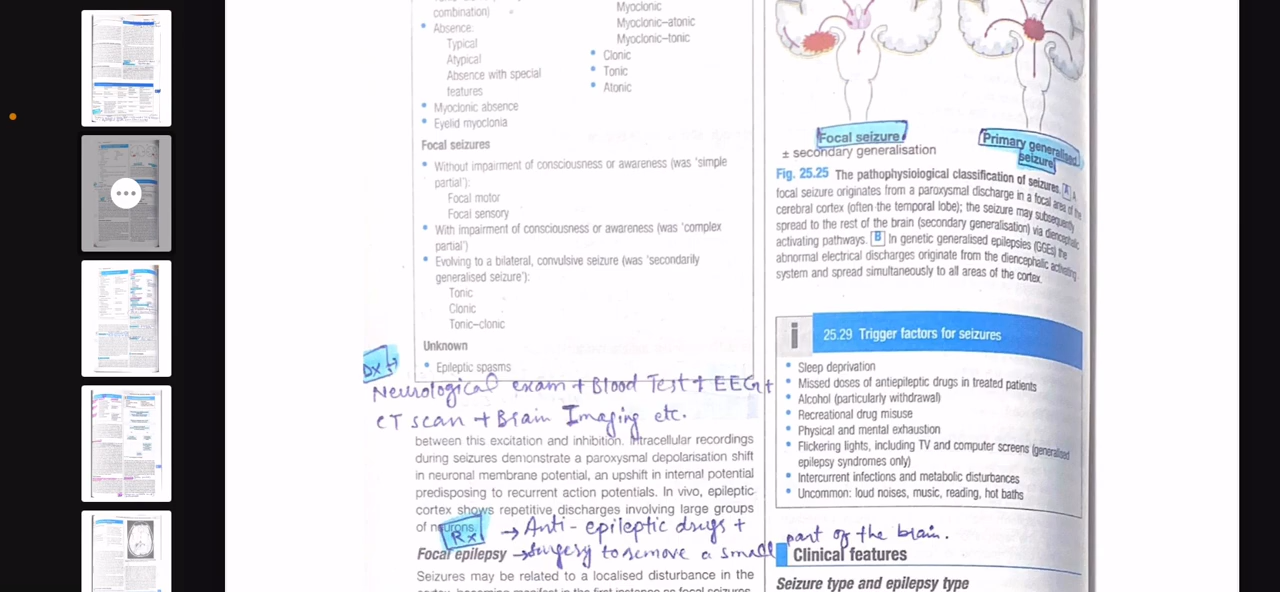 combination)
• Absence:
Typical
Atypical
Absence with special
features
• Myoclonic absence
• Eyelid myoclonia
Myoclonic
Myoclonic–atonic
Myoclonic–tonic
• Clonic
• Tonic
• Atonic
Focal seizures
• Without impairment of consciousness or awareness (was 'simple
partial'):
Focal motor
Focal sensory
• With impairment of consciousness or awareness (was 'complex
partial')
• Evolving to a bilateral, convulsive seizure (was 'secondarily
generalised seizure'):
Tonic
Clonic
Tonic–clonic
Unknown
• Epileptic spasms
Dx →
Neurological exam + Blood Test + EEG +
CT scan + Brain Imaging etc.
between this excitation and inhibition. Intracellular recordings
during seizures demonstrate a paroxysmal depolarisation shift
in neuronal membrane potential, an upshift in internal potential
predisposing to recurrent action potentials. In vivo, epileptic
cortex shows repetitive discharges involving large groups
of neurons.
Rx → Anti-epileptic drugs +
→ surgery to remove a small part of the brain.
Focal epilepsy
Seizures may be related to a localised disturbance in the
Focal seizure
± secondary generalisation
Primary generalised
seizure
Fig. 25.25 The pathophysiological classification of seizures. A A
focal seizure originates from a paroxysmal discharge in a focal area of the
cerebral cortex (often the temporal lobe); the seizure may subsequently
spread to the rest of the brain (secondary generalisation) via diencephalic
activating pathways. B In genetic generalised epilepsies (GGEs) the
abnormal electrical discharges originate from the diencephalic activating
system and spread simultaneously to all areas of the cortex.
i 25.29 Trigger factors for seizures
• Sleep deprivation
• Missed doses of antiepileptic drugs in treated patients
• Alcohol (particularly withdrawal)
• Recreational drug misuse
• Physical and mental exhaustion
• Flickering lights, including TV and computer screens (generalised
epilepsy syndromes only)
• Intercurrent infections and metabolic disturbances
• Uncommon: loud noises, music, reading, hot baths
Clinical features
Seizure type and epilepsy type